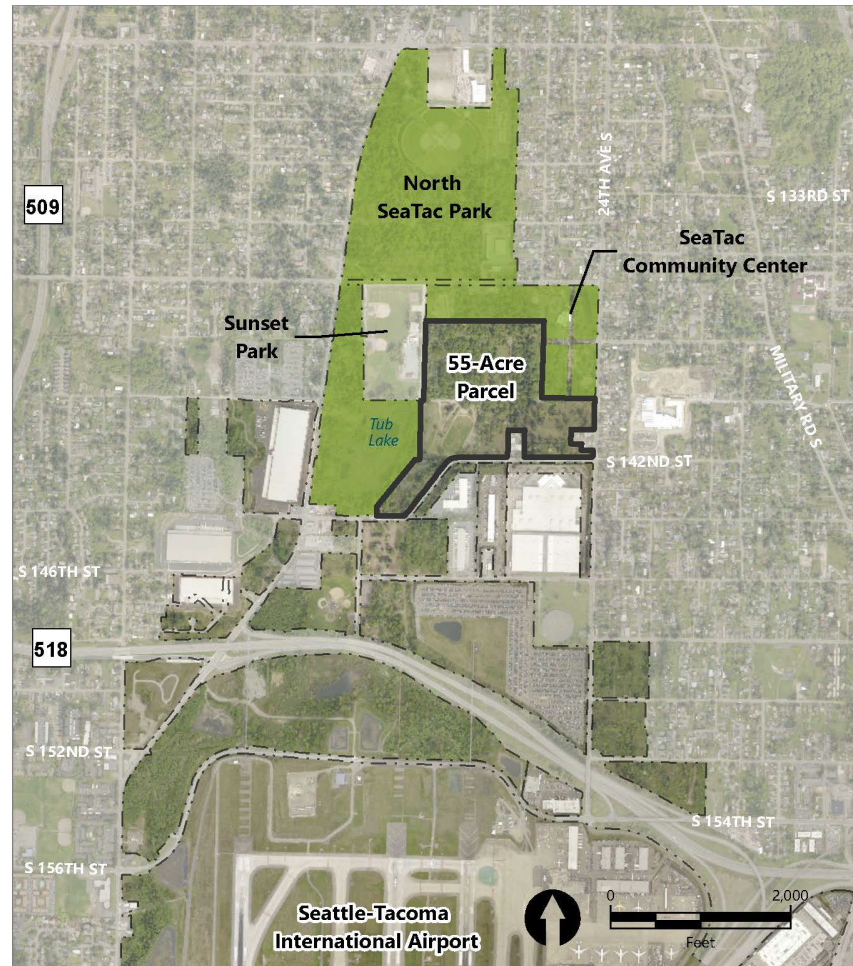 24TH AVE S
North
SeaTac Park
509
S 133RD ST
SeaTac
Community Center
Sunset
Park
55-Acre
Parcel
MILITARY RD S
Tub
Lake
S 142ND ST
S 146TH ST
518
S 152ND ST
S 154TH ST
S 156TH ST
0
2,000
Feet
Seattle-Tacoma
International Airport